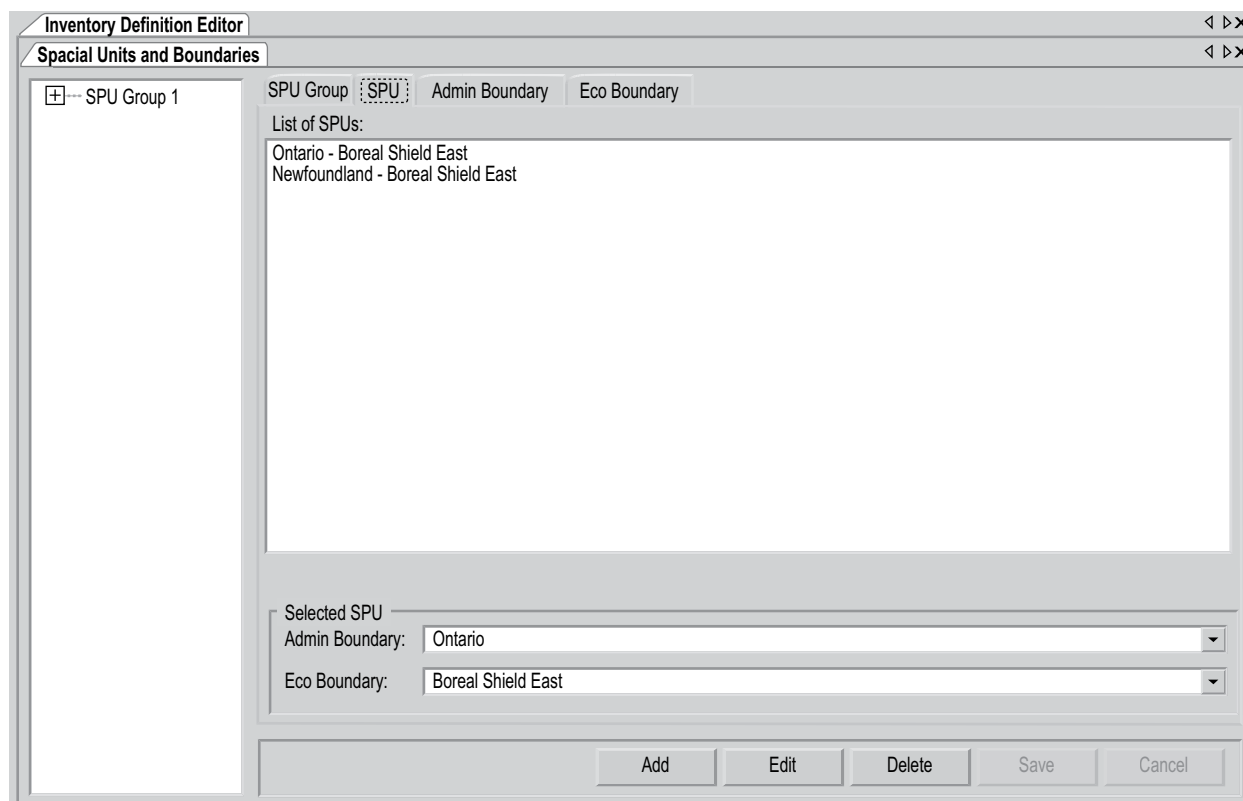 Inventory Definition Editor
Spacial Units and Boundaries
SPU Group 1
SPU Group SPU Admin Boundary Eco Boundary
List of SPUs:
Ontario - Boreal Shield East
Newfoundland - Boreal Shield East
Selected SPU
Admin Boundary: Ontario
Eco Boundary: Boreal Shield East
Add Edit Delete Save Cancel